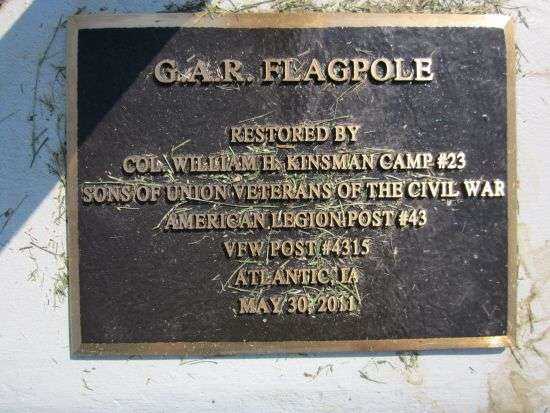 G.A.R. FLAGPOLE
RESTORED BY
COL. WILLIAM H. KINSMAN CAMP #23
SONS OF UNION VETERANS OF THE CIVIL WAR
AMERICAN LEGION POST #43
VFW POST #4315
ATLANTIC, IA
MAY 30, 2011